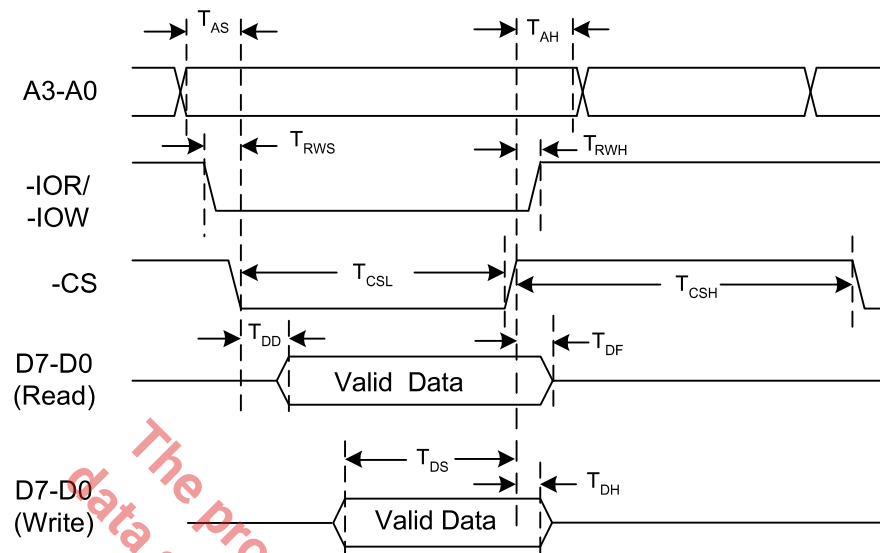 TAS
TAH
A3-A0
TRWS
TRWH
-IOR/
-IOW
-CS
TCSL
TCSH
TDD
TDF
D7-D0
(Read)
Valid Data
TDS
TDH
D7-D0
(Write)
Valid Data
The pro
data